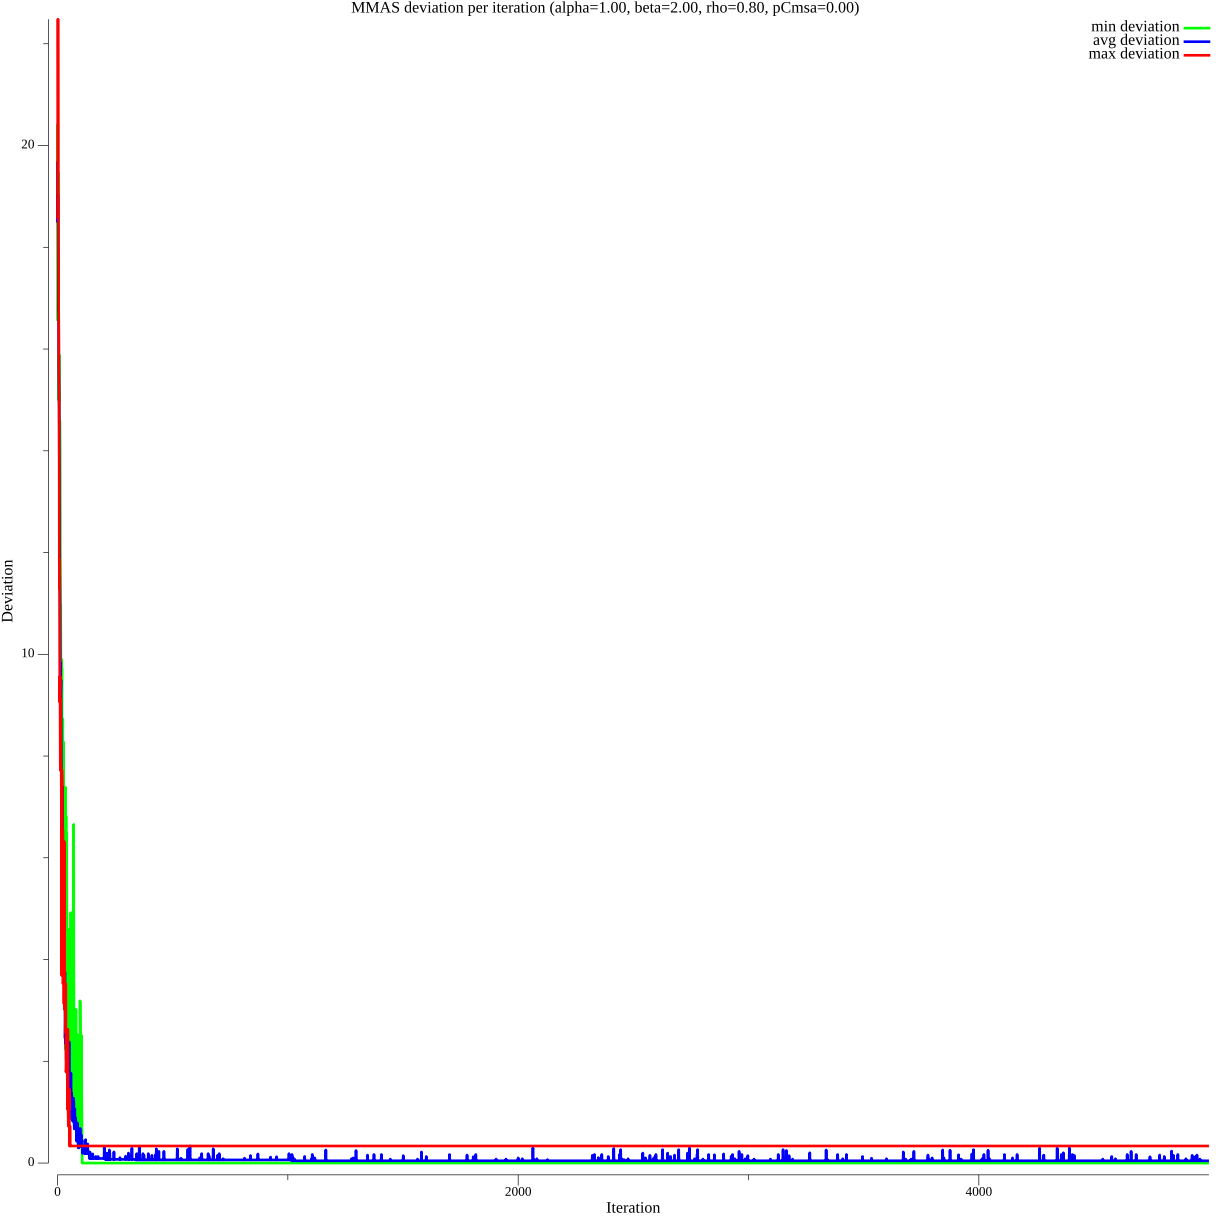 MMAS deviation per iteration (alpha=1.00, beta=2.00, rho=0.80, pCmsa=0.00)
min deviation
avg deviation
max deviation
20
10
0
Deviation
0
2000
4000
Iteration